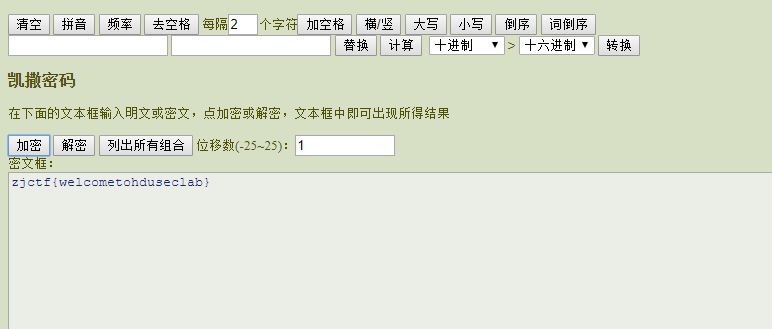 清空 拼音 频率 去空格 每隔2 个字符加空格 横/竖 大写 小写 倒序 词倒序
替换 计算 十进制 > 十六进制 转换
凯撒密码
在下面的文本框输入明文或密文，点加密或解密，文本框中即可出现所得结果
加密 解密 列出所有组合 位移数(-25~25)：1
密文框：
zjctf{welcometohduseclab}